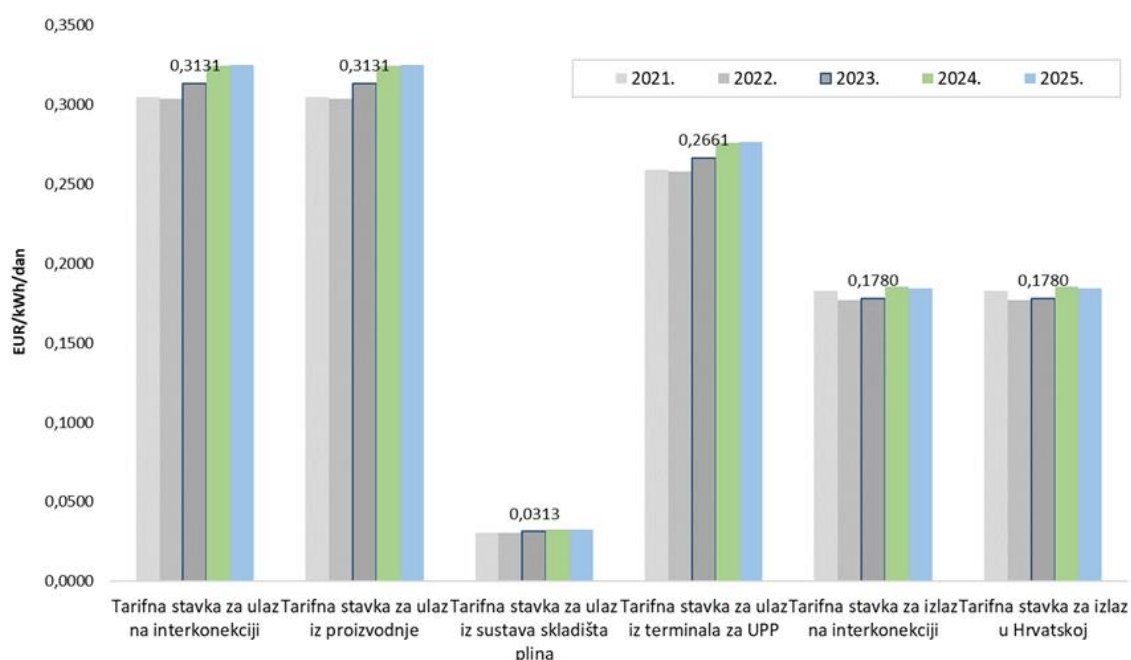 EUR/kWh/dan
0,3500
0,3000
0,2500
0,2000
0,1500
0,1000
0,0500
0,0000
2021.
2022.
2023.
2024.
2025.
0,3131
0,3131
0,0313
0,2661
0,1780
0,1780
Tarifna stavka za ulaz
na interkonekciji
Tarifna stavka za ulaz
iz proizvodnje
Tarifna stavka za ulaz
iz sustava skladišta
plina
Tarifna stavka za ulaz
iz terminala za UPP
Tarifna stavka za izlaz
na interkonekciji
Tarifna stavka za izlaz
u Hrvatskoj